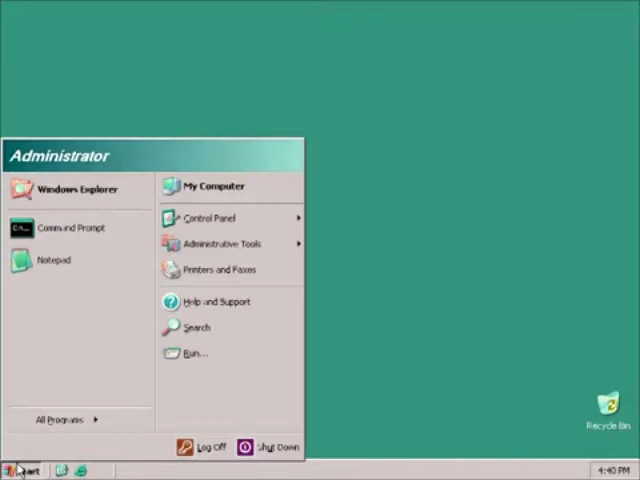 Administrator
Windows Explorer
Command Prompt
Notepad
All Programs
My Computer
Control Panel
Administrative Tools
Printers and Faxes
Help and Support
Search
Run...
Log Off
Shut Down
Recycle Bin
4:40 PM